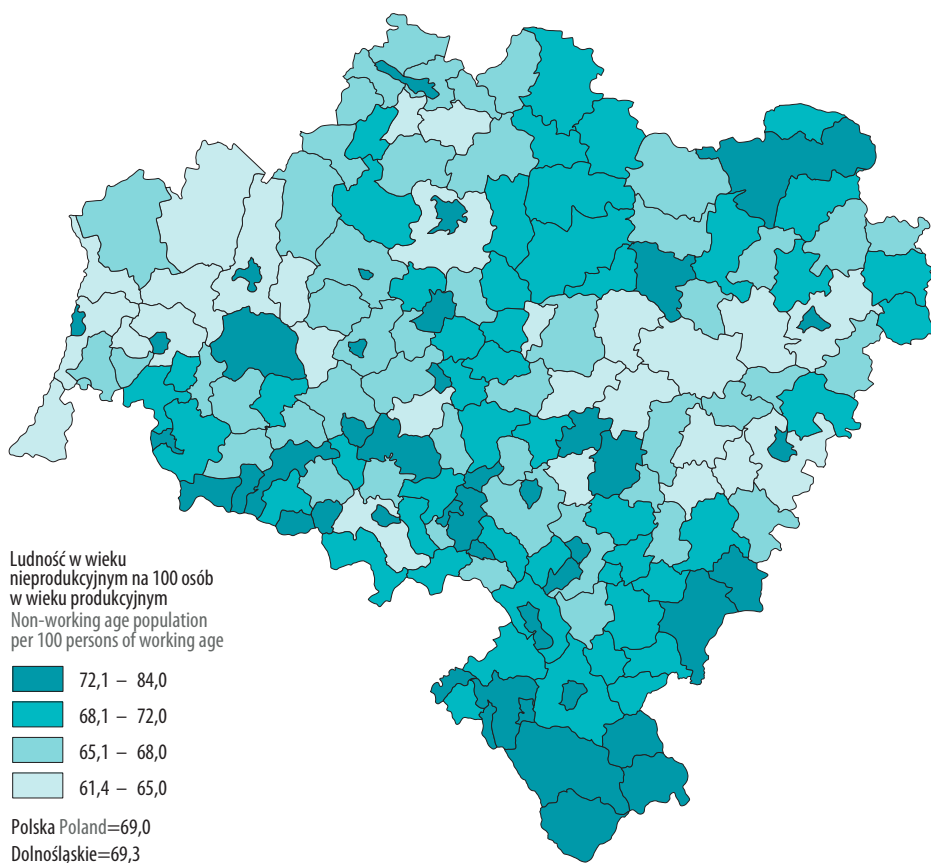 Ludność w wieku
nieprodukcyjnym na 100 osób
w wieku produkcyjnym
Non-working age population
per 100 persons of working age
72,1 – 84,0
68,1 – 72,0
65,1 – 68,0
61,4 – 65,0
Polska Poland=69,0
Dolnośląskie=69,3